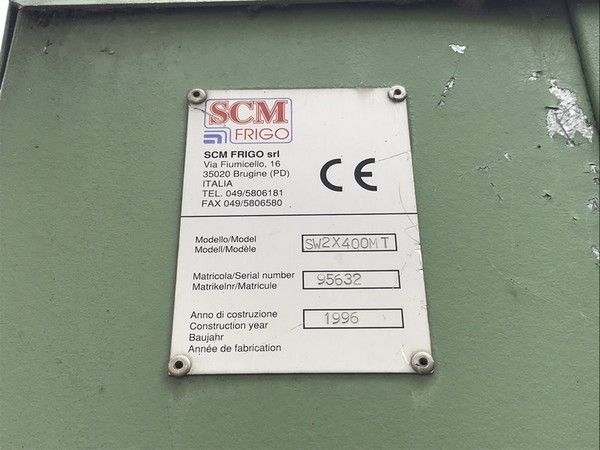 SCM
FRIGO
SCM FRIGO srl
Via Fiumicello, 16
35020 Brugine (PD)
ITALIA
TEL. 049/5806181
FAX 049/5806580
CE
Modello/Model
Modell/Modèle
SW2X400MT
Matricola/Serial number
Matrikelnr/Matricule
95632
Anno di costruzione
Construction year
Baujahr
Année de fabrication
1996